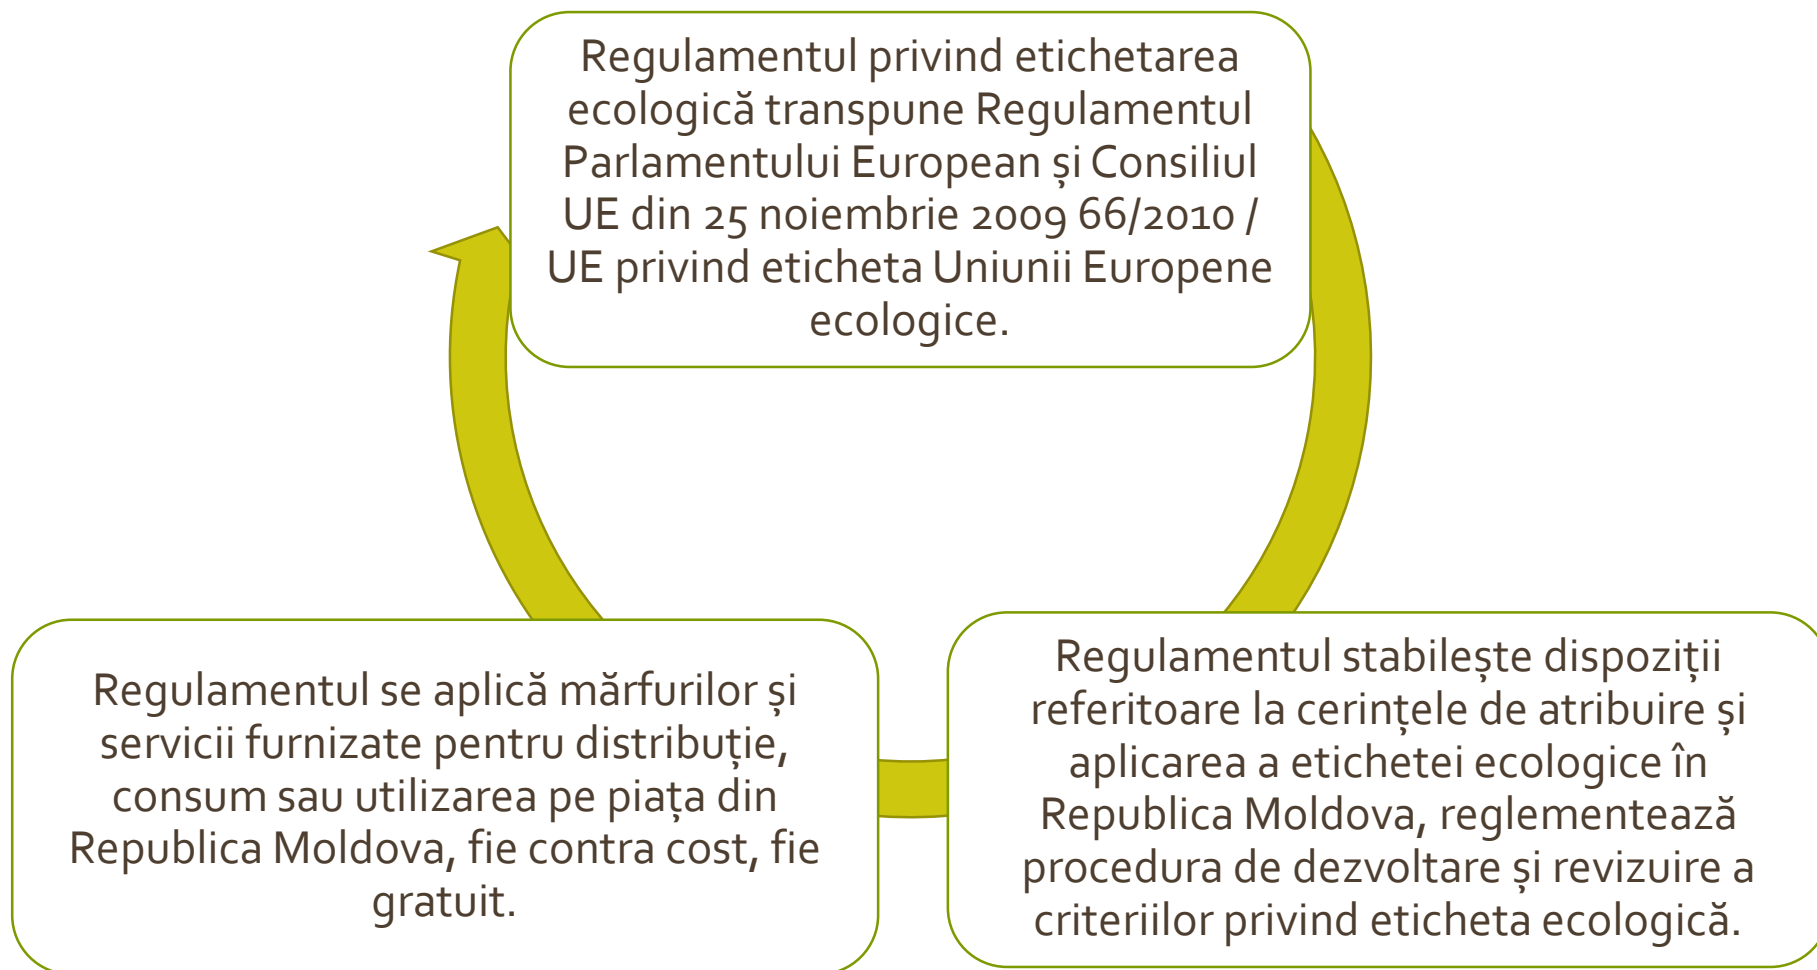 Regulamentul privind etichetarea
ecologică transpune Regulamentul
Parlamentului European și Consiliul
UE din 25 noiembrie 2009 66/2010 /
UE privind eticheta Uniunii Europene
ecologice.
Regulamentul se aplică mărfurilor și
servicii furnizate pentru distribuție,
consum sau utilizarea pe piața din
Republica Moldova, fie contra cost, fie
gratuit.
Regulamentul stabilește dispoziții
referitoare la cerințele de atribuire și
aplicarea a etichetei ecologice în
Republica Moldova, reglementează
procedura de dezvoltare și revizuire a
criteriilor privind eticheta ecologică.